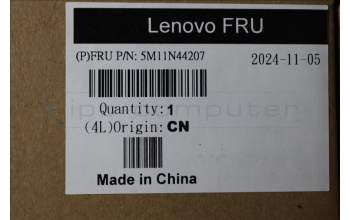 Lenovo FRU
(P)FRU P/N: 5M11N44207 2024-11-05
Quantity:1
(4L)Origin: CN
Made in China